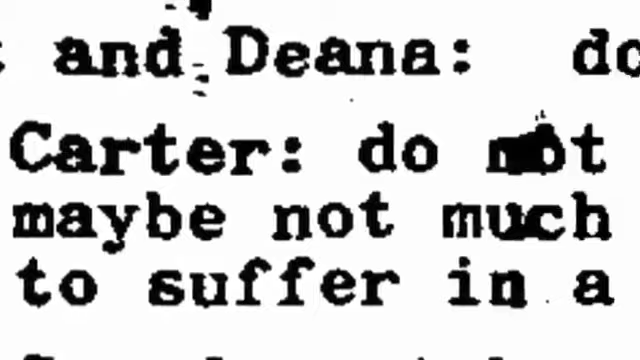 and Deana: do
Carter: do not
maybe not much
to suffer in a